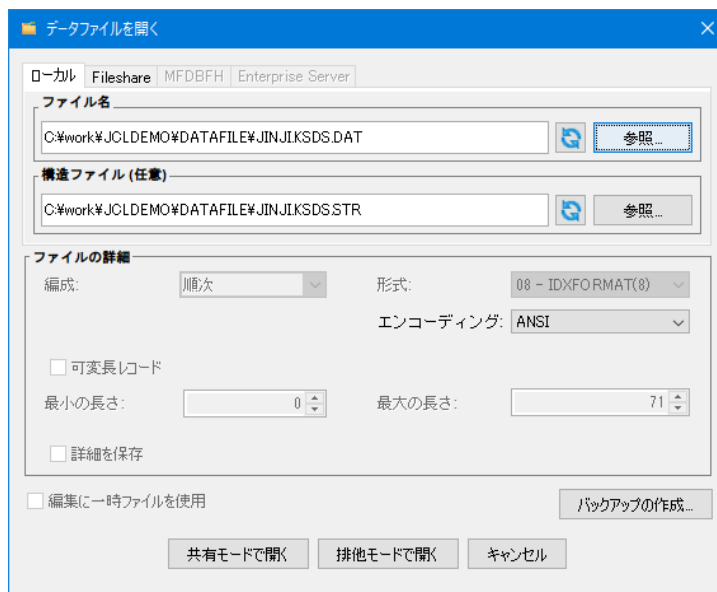 データファイルを開く
ローカル Fileshare MFDBFH Enterprise Server
ファイル名
C:¥work¥JCLDEMO¥DATAFILE¥JINJI.KSDS.DAT 参照...
構造ファイル (任意)
C:¥work¥JCLDEMO¥DATAFILE¥JINJI.KSDS.STR 参照...
ファイルの詳細
編成: 順次 形式: 08 - IDXFORMAT(8)
エンコーディング: ANSI
可変長レコード
最小の長さ: 0 最大の長さ: 71
詳細を保存
編集に一時ファイルを使用 バックアップの作成...
共有モードで開く 排他モードで開く キャンセル